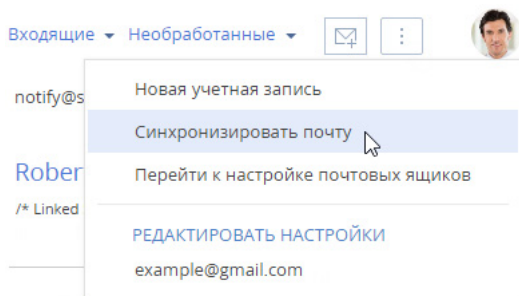 Входящие Необработанные
Новая учетная запись
notify@s
Синхронизировать почту
Rober
Перейти к настройке почтовых ящиков
/* Linked
РЕДАКТИРОВАТЬ НАСТРОЙКИ
example@gmail.com